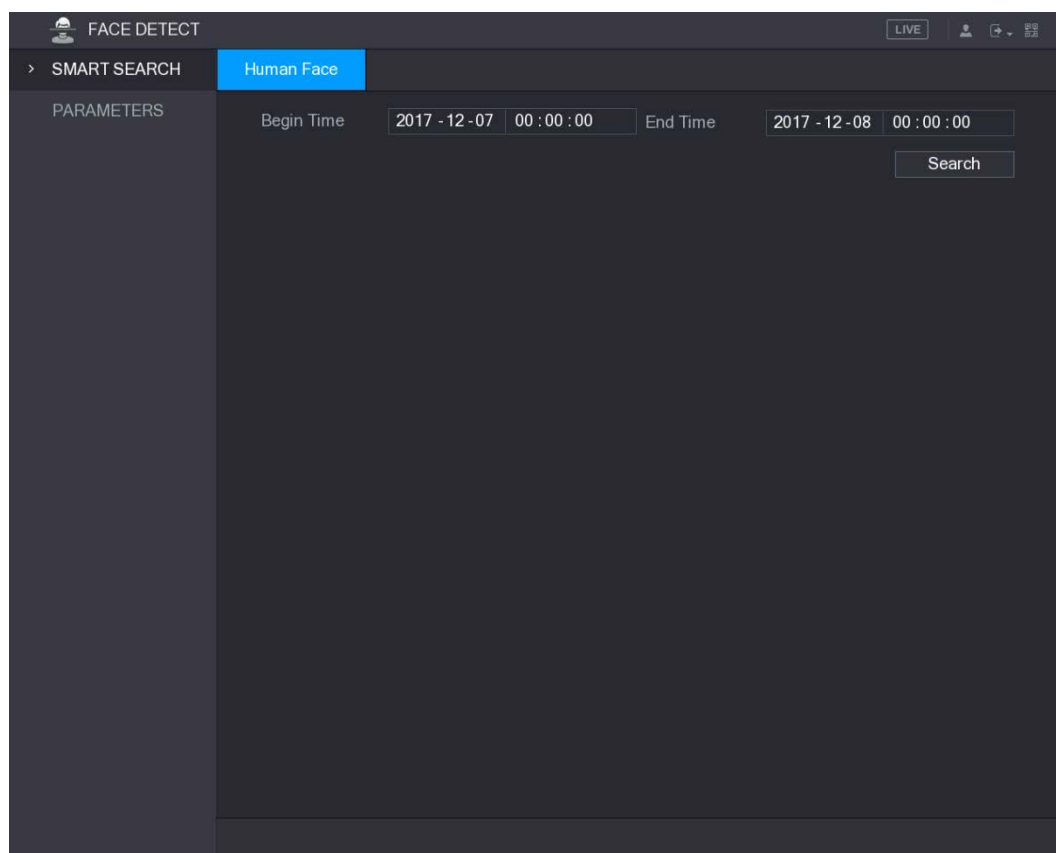 FACE DETECT LIVE
SMART SEARCH Human Face
PARAMETERS
Begin Time 2017 - 12 - 07 00 : 00 : 00 End Time 2017 - 12 - 08 00 : 00 : 00
Search